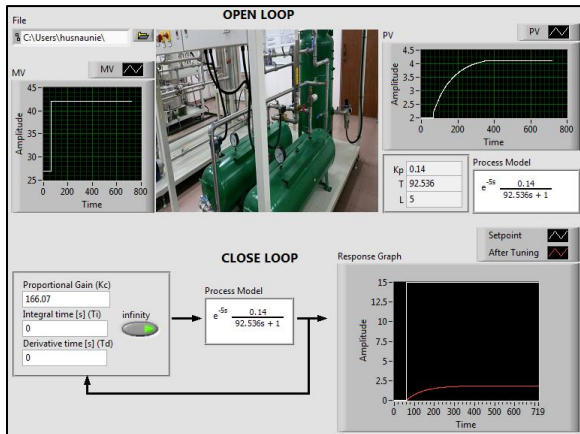 OPEN LOOP
File
C:\Users\husnaunie\
MV
MV
Amplitude
45
40
35
30
25
0 200 400 600 800
Time
PV
PV
Amplitude
4.5
4
3.5
3
2.5
2
0 200 400 600 800
Time
Kp 0.14
T 92.536
L 5
Process Model
e^-5s 0.14
92.536s + 1
CLOSE LOOP
Proportional Gain (Kc)
166.07
Integral time [s] (Ti)
0
infinity
Derivative time [s] (Td)
0
Process Model
e^-5s 0.14
92.536s + 1
Response Graph
Setpoint
After Tuning
Amplitude
15
12.5
10
7.5
5
2.5
0
0 100 200 300 400 500 600 719
Time